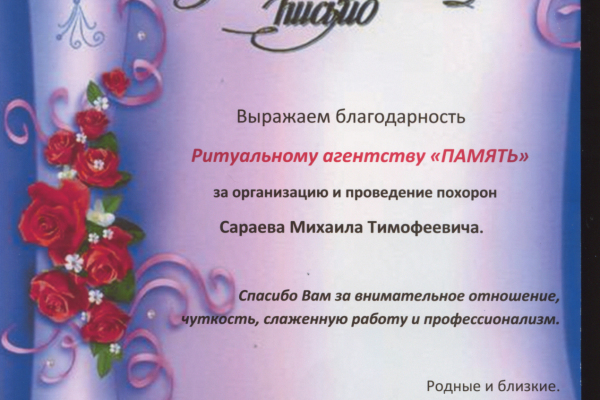 письмо
Выражаем благодарность
Ритуальному агентству «ПАМЯТЬ»
за организацию и проведение похорон
Сараева Михаила Тимофеевича.
Спасибо Вам за внимательное отношение,
чуткость, слаженную работу и профессионализм.
Родные и близкие.